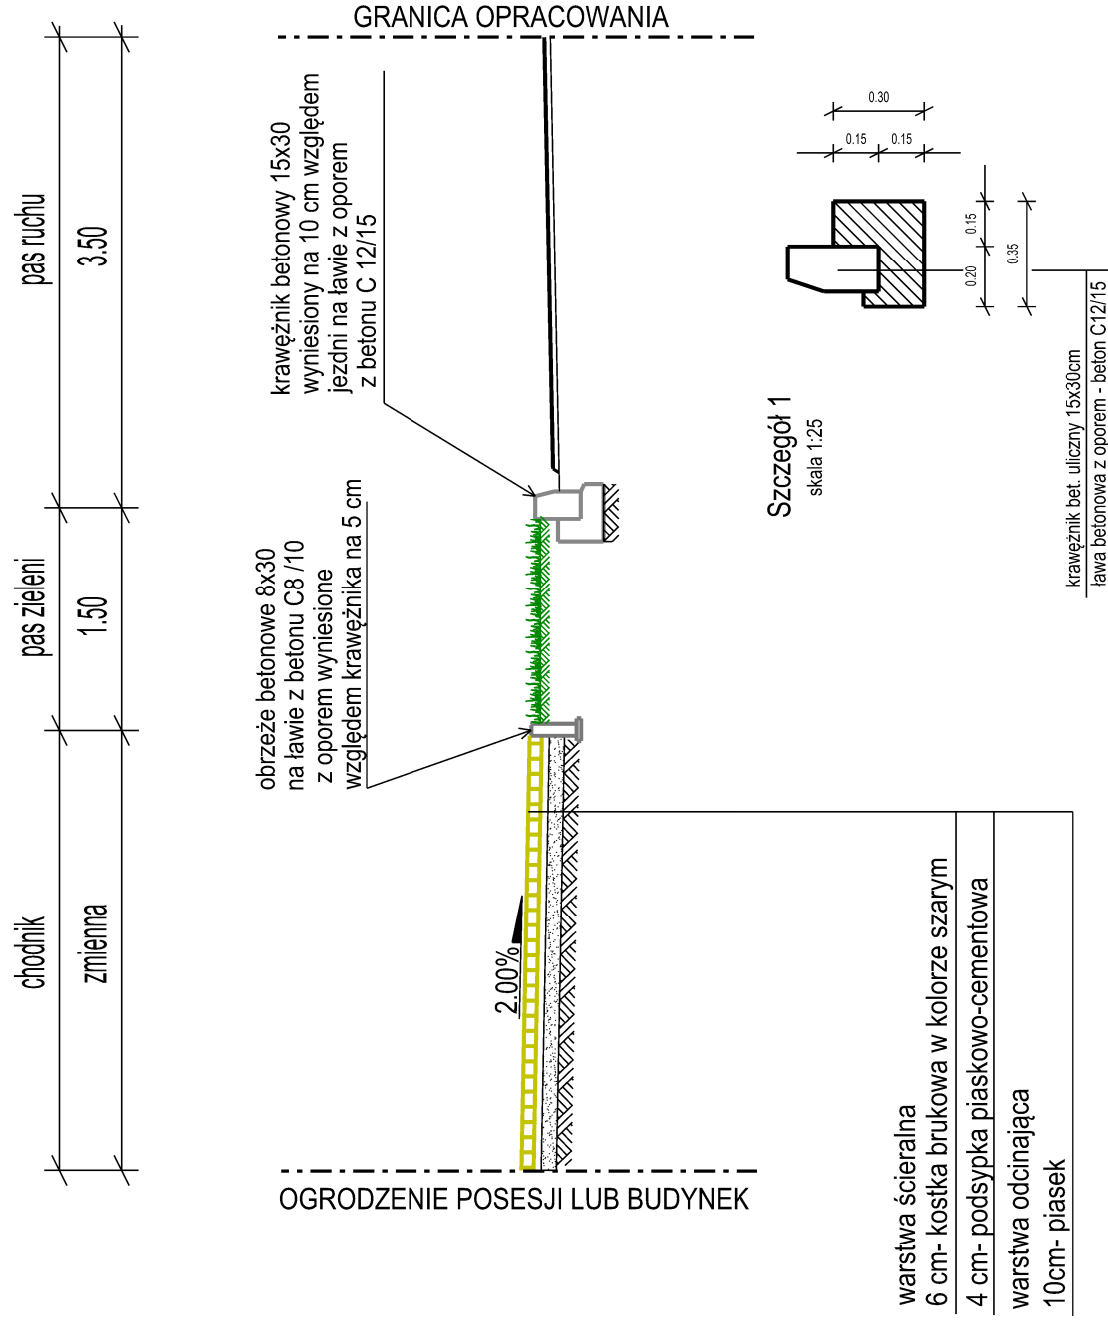 GRANICA OPRACOWANIA
pas ruchu
3.50
pas zieleni
1.50
chodnik
zmienna
krawężnik betonowy 15x30
wyniesiony na 10 cm względem
jezdni na ławie z oporem
z betonu C 12/15
obrzeże betonowe 8x30
na ławie z betonu C8 /10
z oporem wyniesione
względem krawężnika na 5 cm
2.00%
0.30
0.15
0.15
0.15
0.20
0.35
Szczegół 1
skala 1:25
krawężnik bet. uliczny 15x30cm
ława betonowa z oporem - beton C12/15
warstwa ścieralna
6 cm- kostka brukowa w kolorze szarym
4 cm- podsypka piaskowo-cementowa
warstwa odcinająca
10cm- piasek
OGRODZENIE POSESJI LUB BUDYNEK